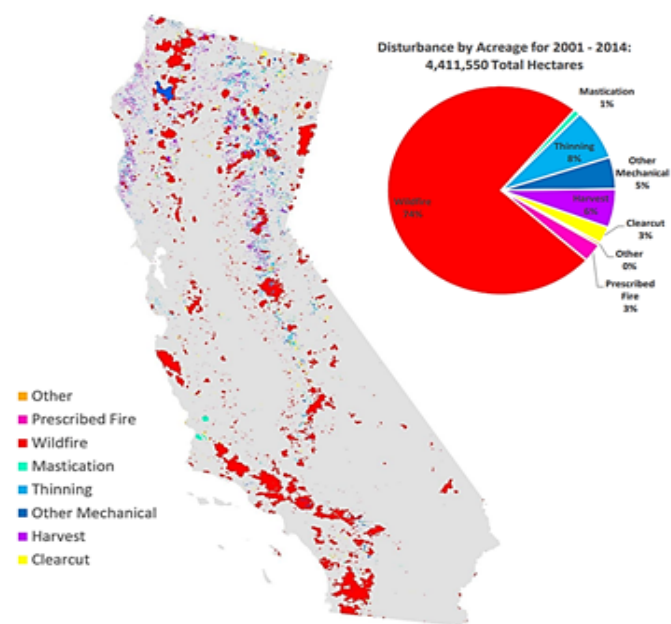 Disturbance by Acreage for 2001 - 2014:
4,411,550 Total Hectares
Mastication
1%
Thinning
8%
Other
Mechanical
5%
Wildfire
74%
Harvest
6%
Clearcut
3%
Other
0%
Prescribed
Fire
3%
Other
Prescribed Fire
Wildfire
Mastication
Thinning
Other Mechanical
Harvest
Clearcut